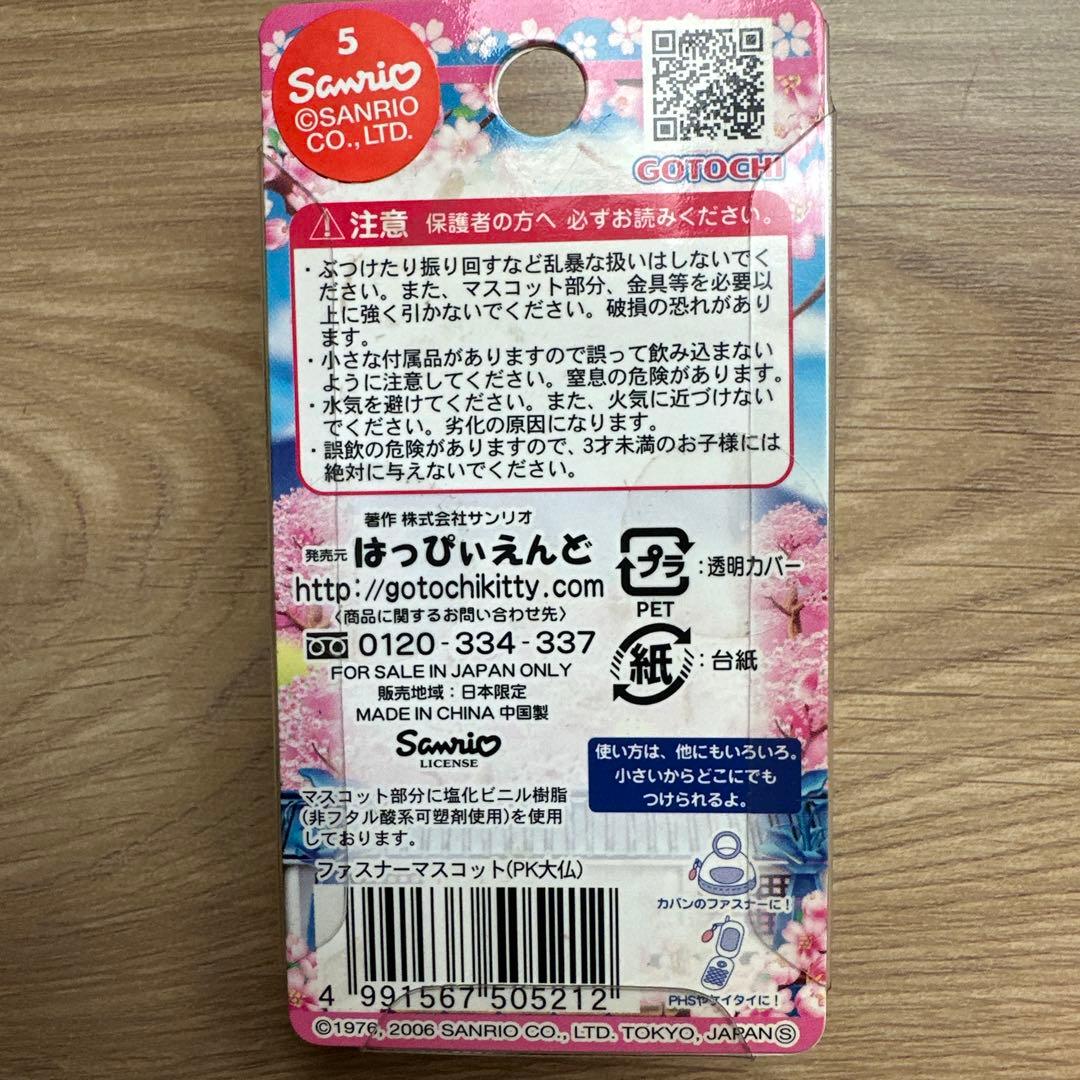 5
Sanrio
©SANRIO
CO., LTD.
GOTOCHI
注意 保護者の方へ 必ずお読みください。
・ぶつけたり振り回すなど乱暴な扱いはしないでく
ださい。また、マスコット部分、金具等を必要以
上に強く引かないでください。破損の恐れがあり
ます。
・小さな付属品がありますので誤って飲み込まない
ように注意してください。窒息の危険があります。
・水気を避けてください。また、火気に近づけない
でください。劣化の原因になります。
・誤飲の危険がありますので、3才未満のお子様には
絶対に与えないでください。
著作 株式会社サンリオ
発売元 はっぴぃえんど
http://gotochikitty.com
〈商品に関するお問い合わせ先〉
0120-334-337
FOR SALE IN JAPAN ONLY
販売地域:日本限定
MADE IN CHINA 中国製
Sanrio
LICENSE
プラ:透明カバー
PET
紙:台紙
使い方は、他にもいろいろ。
小さいからどこにでも
つけられるよ。
マスコット部分に塩化ビニル樹脂
(非フタル酸系可塑剤使用)を使用
しております。
ファスナーマスコット(PK大仏)
カバンのファスナーに!
PHSやケイタイに!
4 991567 505212
©1976, 2006 SANRIO CO., LTD. TOKYO, JAPAN Ⓢ